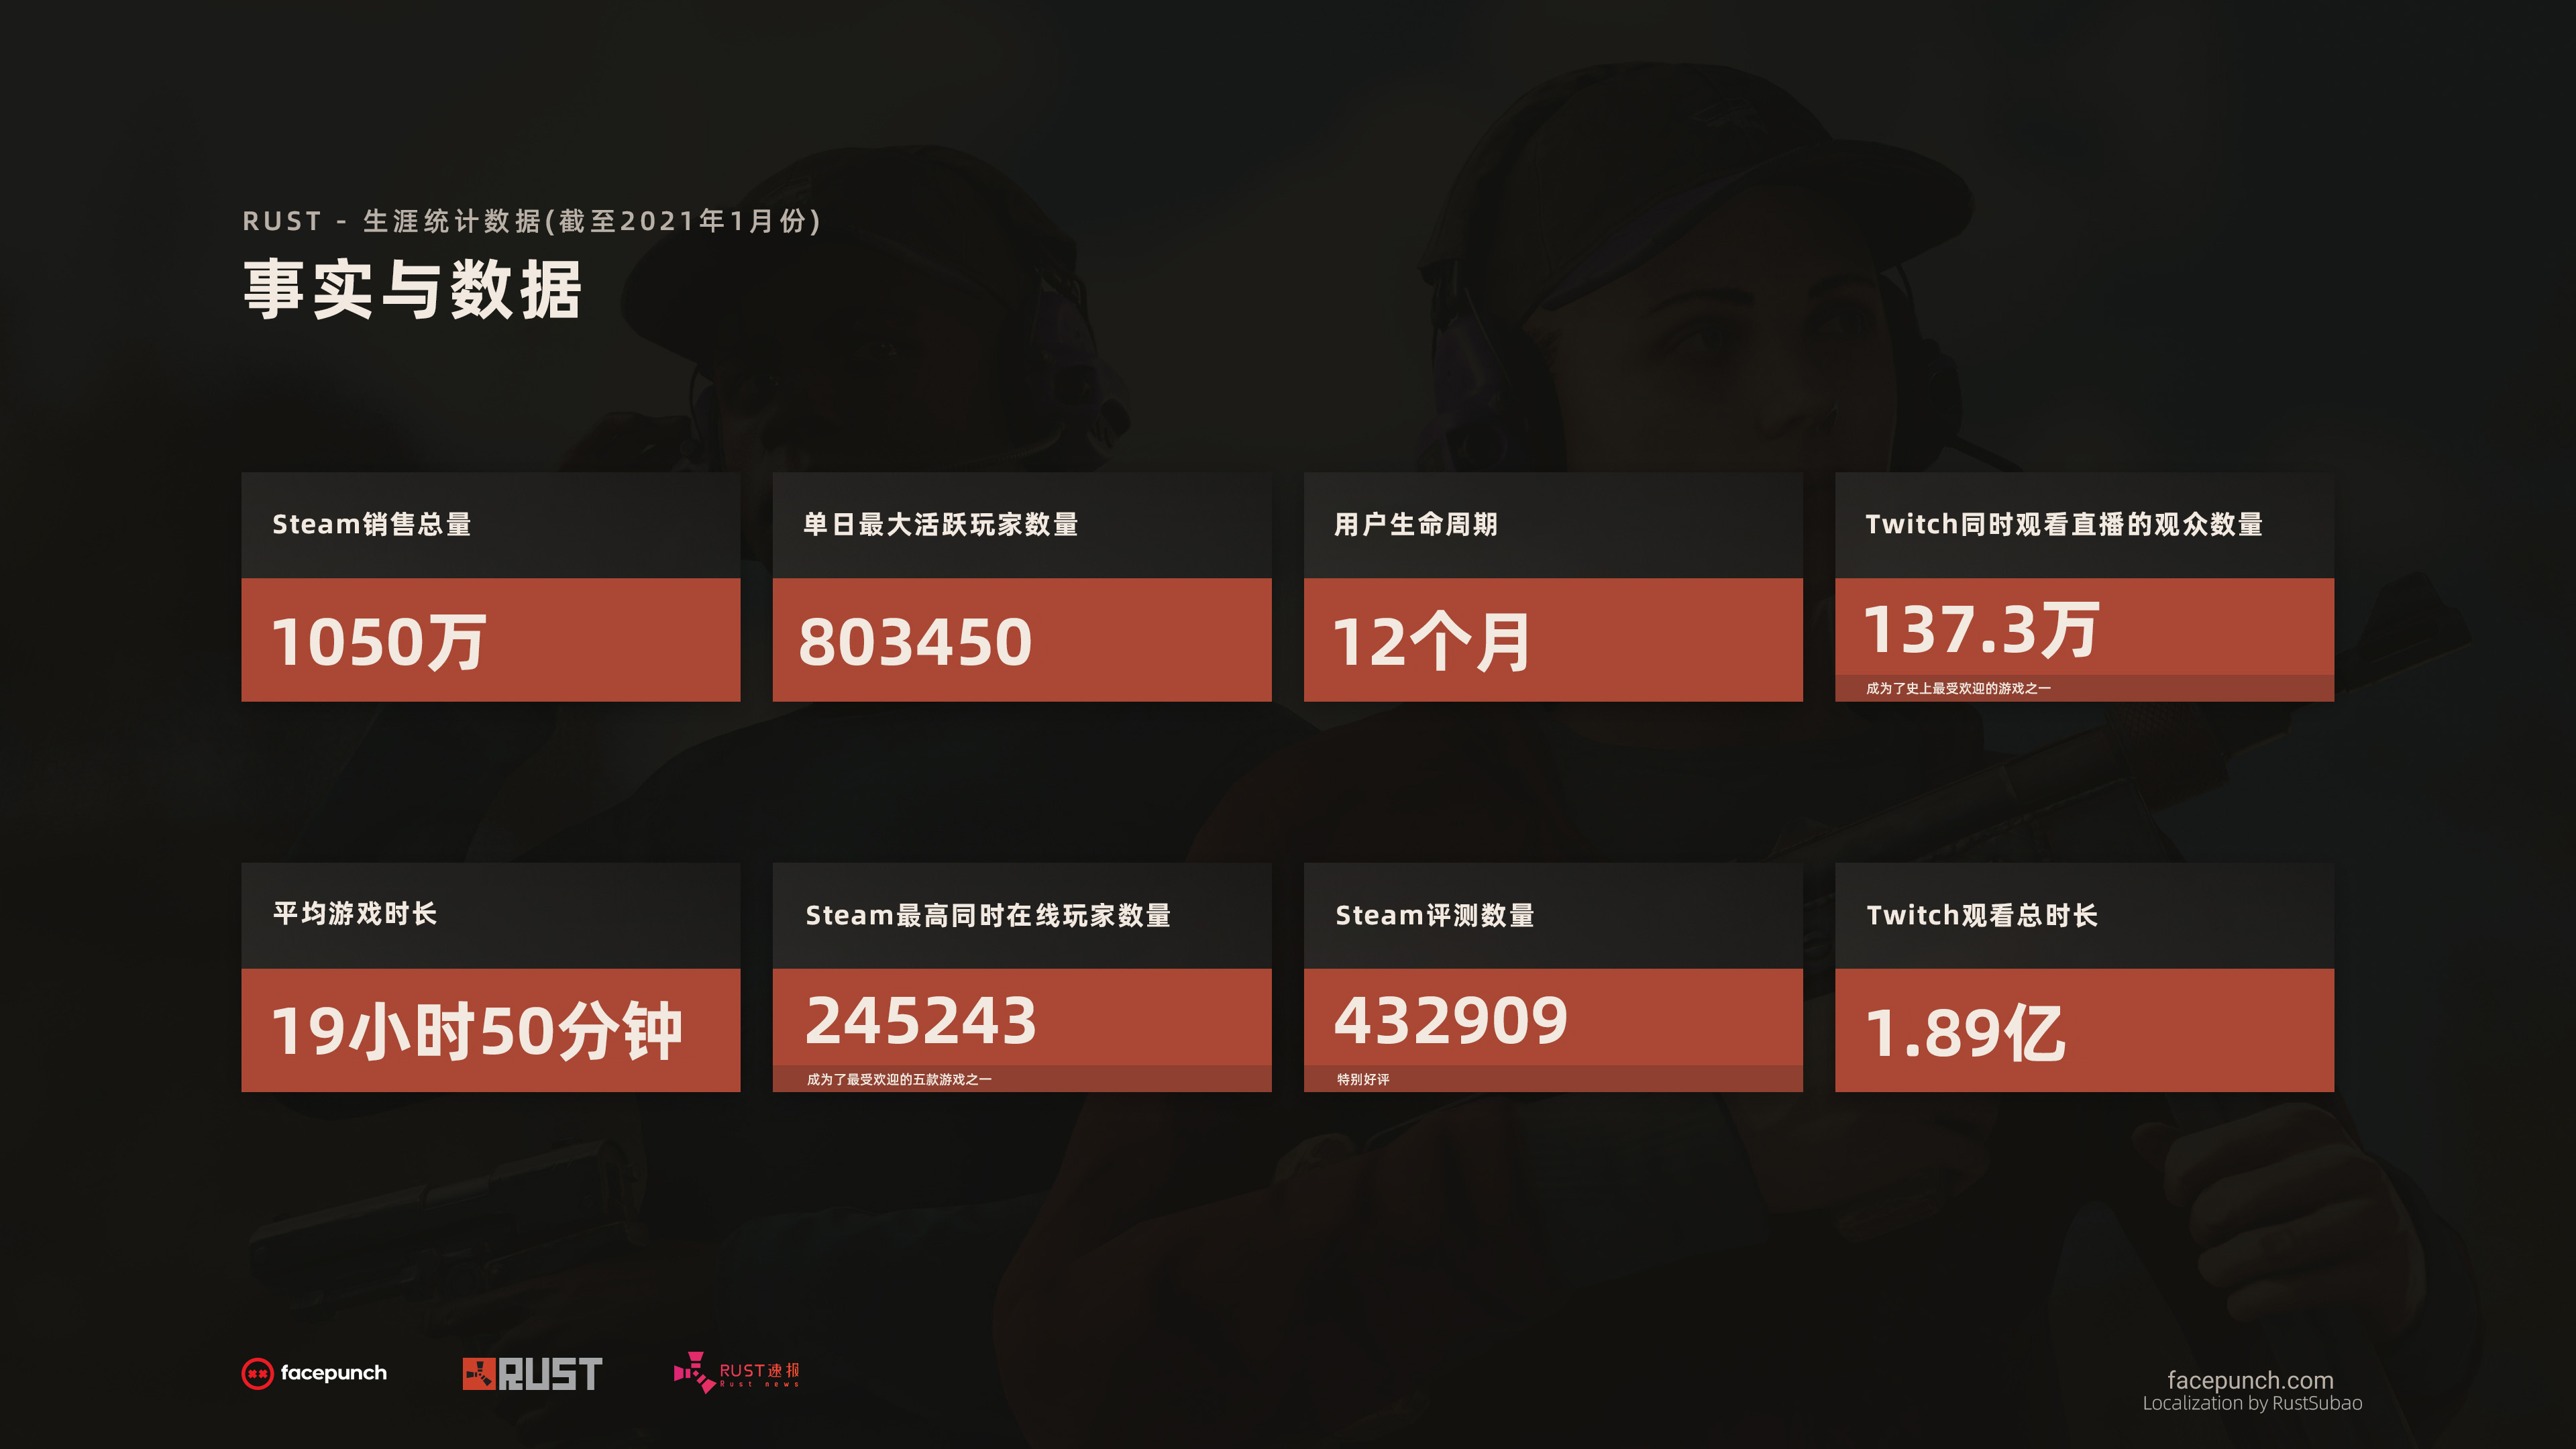 RUST - 生涯统计数据(截至2021年1月份)
事实与数据
Steam销售总量
1050万
单日最大活跃玩家数量
803450
用户生命周期
12个月
Twitch同时观看直播的观众数量
137.3万
成为了史上最受欢迎的游戏之一
平均游戏时长
19小时50分钟
Steam最高同时在线玩家数量
245243
成为了最受欢迎的五款游戏之一
Steam评测数量
432909
特别好评
Twitch观看总时长
1.89亿
facepunch
RUST
RUST速报
Rust news
facepunch.com
Localization by RustSubao